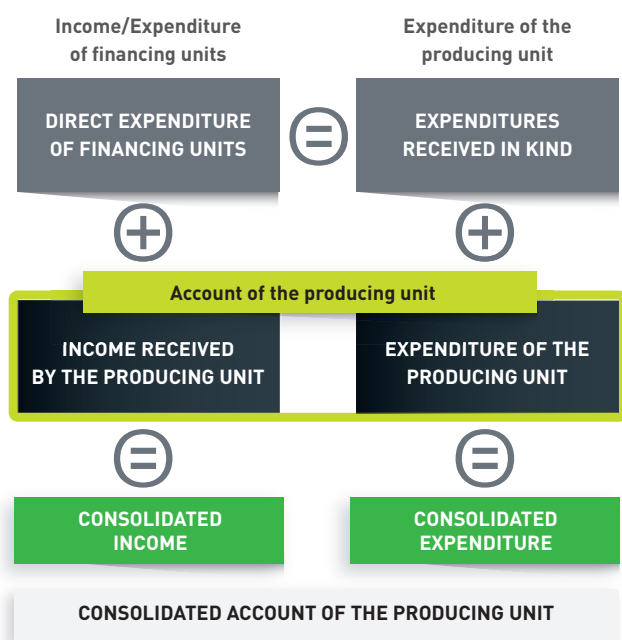 Income/Expenditure
of financing units
Expenditure of the
producing unit
DIRECT EXPENDITURE
OF FINANCING UNITS
=
EXPENDITURES
RECEIVED IN KIND
+
+
Account of the producing unit
INCOME RECEIVED
BY THE PRODUCING UNIT
EXPENDITURE OF THE
PRODUCING UNIT
=
=
CONSOLIDATED
INCOME
CONSOLIDATED
EXPENDITURE
CONSOLIDATED ACCOUNT OF THE PRODUCING UNIT